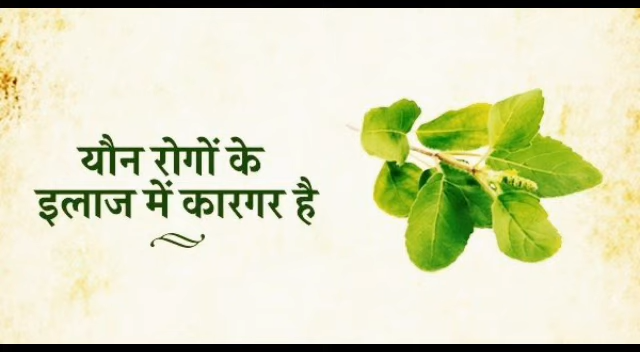 यौन रोगों के
इलाज में कारगर है